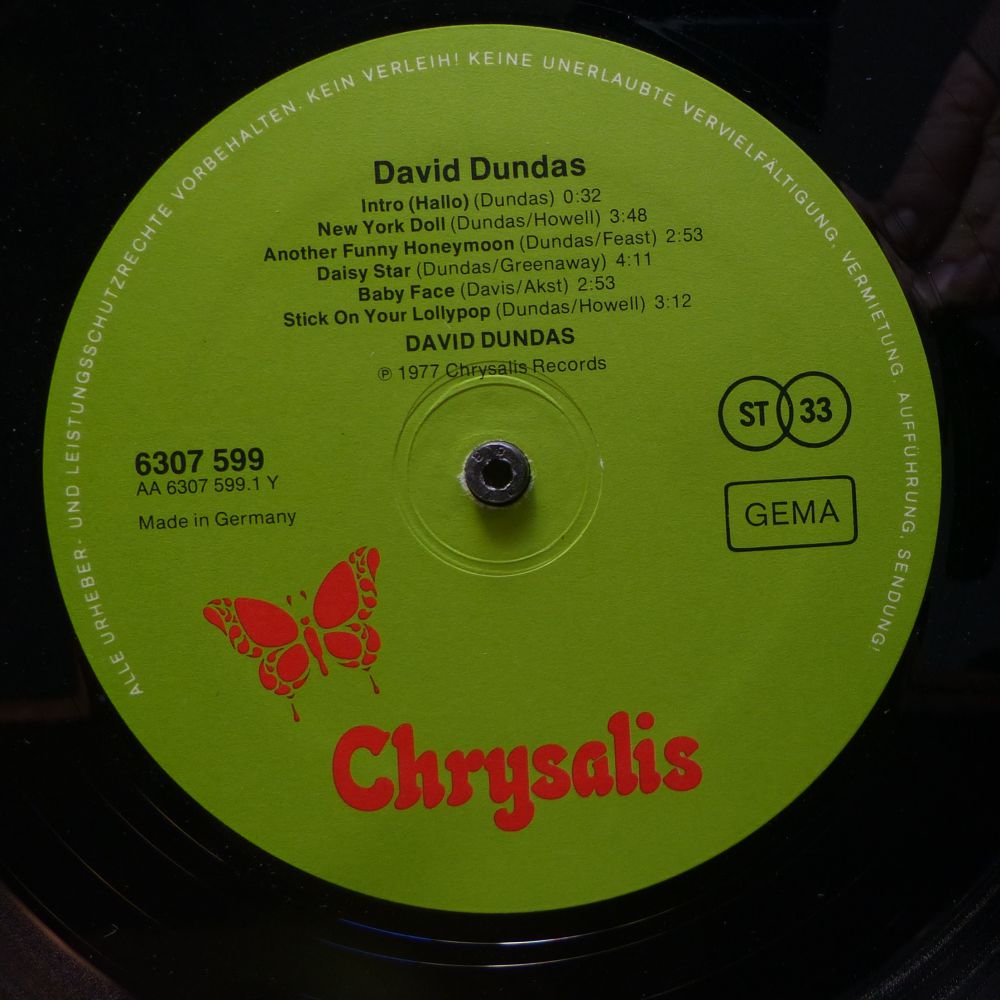 ALLE URHEBER- UND LEISTUNGSSCHUTZRECHTE VORBEHALTEN. KEIN VERLEIH! KEINE UNERLAUBTE VERVIELFÄLTIGUNG, VERMIETUNG, AUFFÜHRUNG, SENDUNG!
David Dundas
Intro (Hallo) (Dundas) 0:32
New York Doll (Dundas/Howell) 3:48
Another Funny Honeymoon (Dundas/Feast) 2:53
Daisy Star (Dundas/Greenaway) 4:11
Baby Face (Davis/Akst) 2:53
Stick On Your Lollypop (Dundas/Howell) 3:12
DAVID DUNDAS
℗ 1977 Chrysalis Records
ST 33
6307 599
AA 6307 599.1 Y
Made in Germany
GEMA
Chrysalis